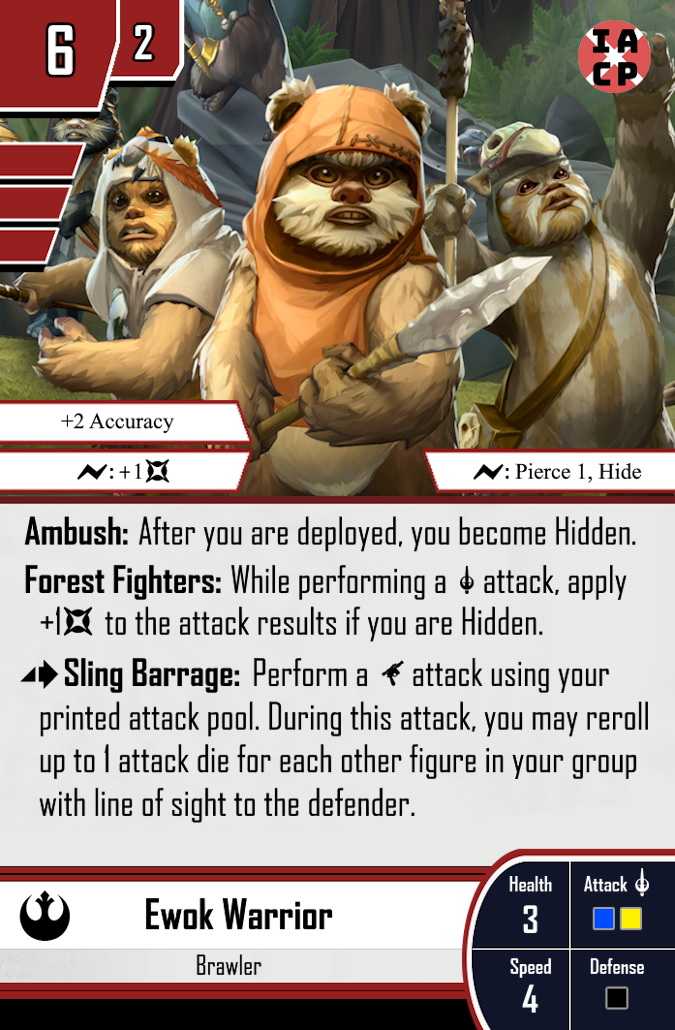 6
2
IA
CP
+2 Accuracy
: +1
: Pierce 1, Hide
Ambush: After you are deployed, you become Hidden.
Forest Fighters: While performing a attack, apply
+1 to the attack results if you are Hidden.
Sling Barrage: Perform a attack using your
printed attack pool. During this attack, you may reroll
up to 1 attack die for each other figure in your group
with line of sight to the defender.
Ewok Warrior
Brawler
Health
3
Attack
Speed
4
Defense